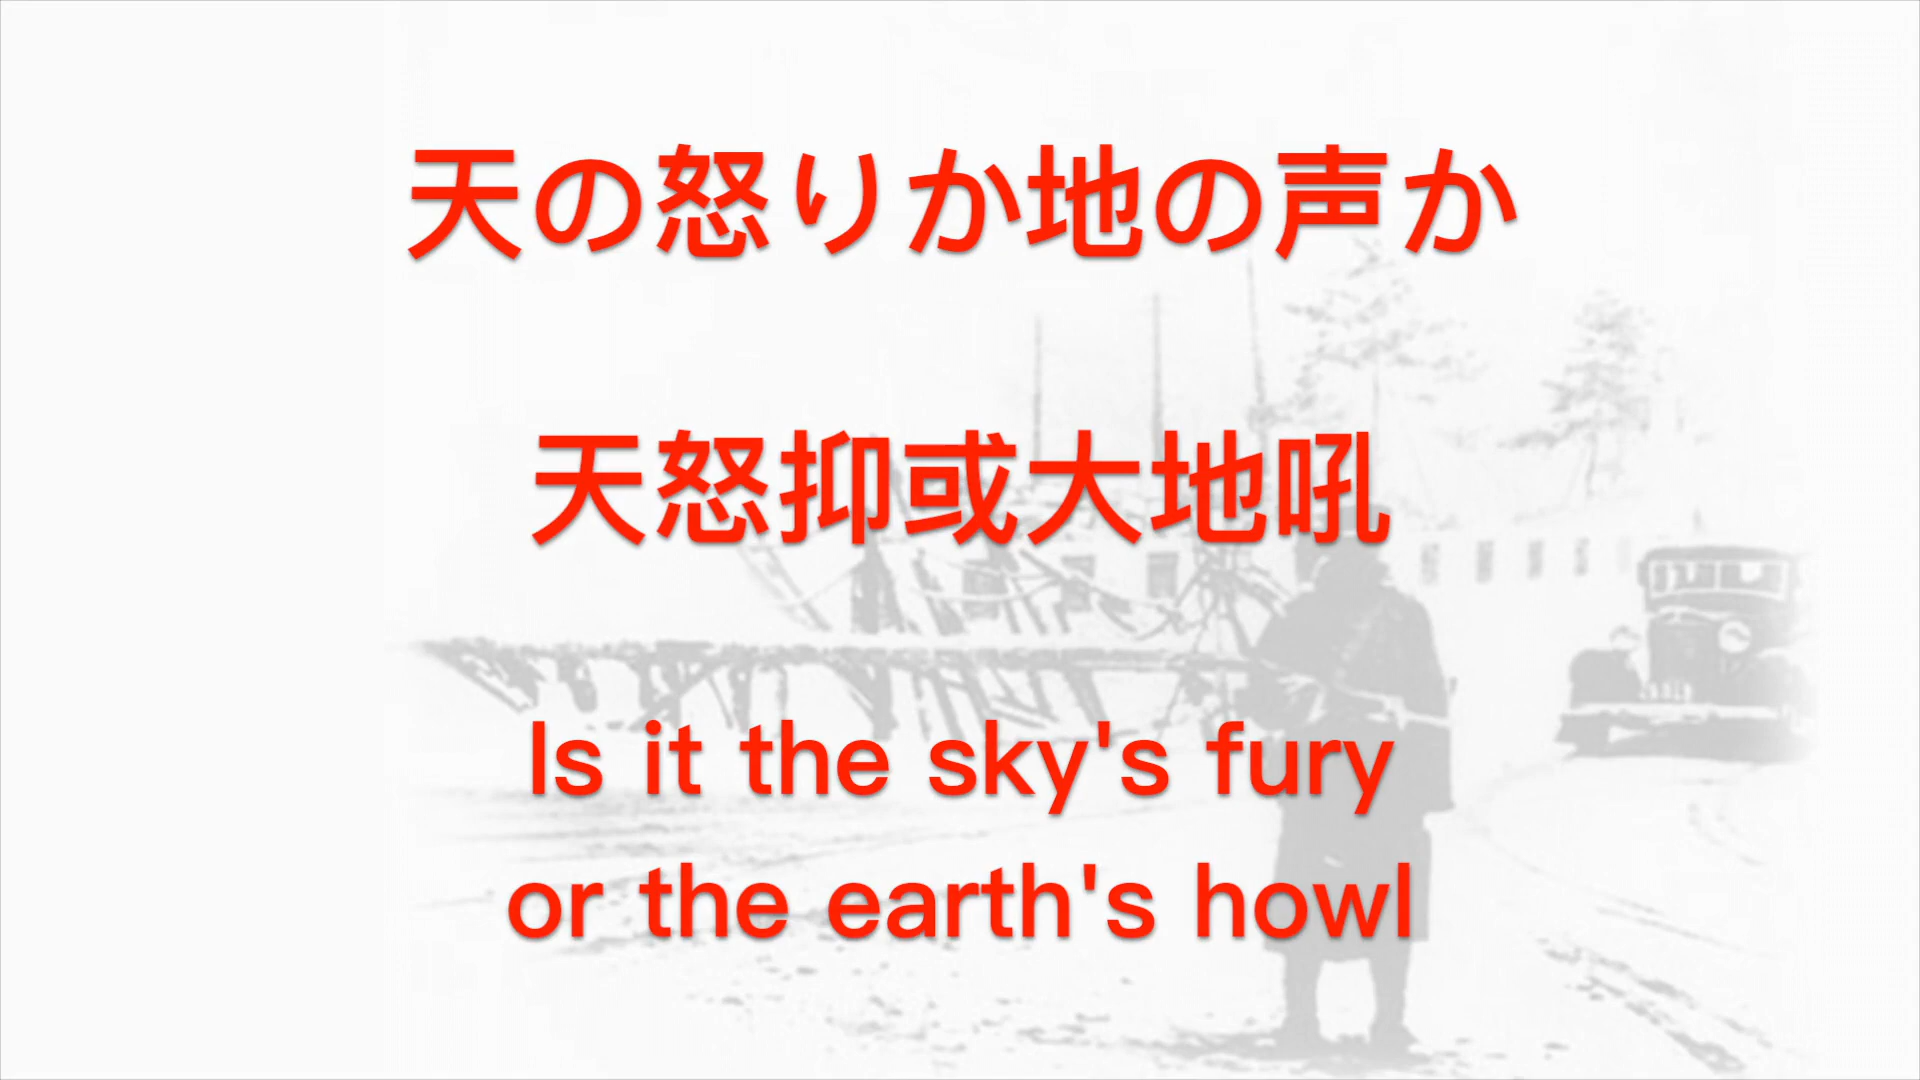 天の怒りか地の声か
天怒抑或大地吼
Is it the sky's fury
or the earth's howl